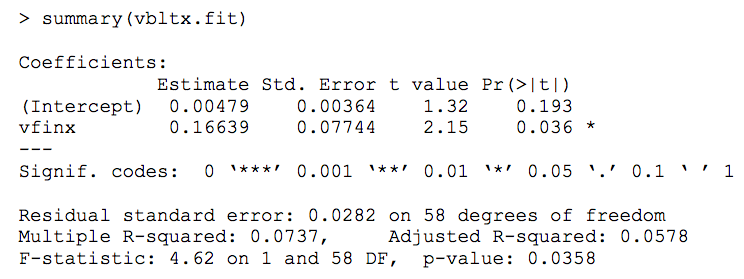 > summary(vbltx.fit)
Coefficients:
Estimate Std. Error t value Pr(>|t|)
(Intercept) 0.00479 0.00364 1.32 0.193
vfinx 0.16639 0.07744 2.15 0.036 *
---
Signif. codes: 0 ‘***’ 0.001 ‘**’ 0.01 ‘*’ 0.05 ‘.’ 0.1 ‘ ’ 1
Residual standard error: 0.0282 on 58 degrees of freedom
Multiple R-squared: 0.0737, Adjusted R-squared: 0.0578
F-statistic: 4.62 on 1 and 58 DF, p-value: 0.0358